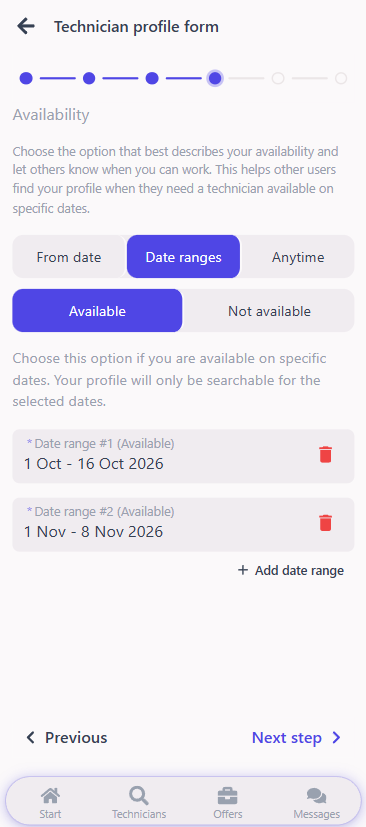 Technician profile form
Availability
Choose the option that best describes your availability and
let others know when you can work. This helps other users
find your profile when they need a technician available on
specific dates.
From date Date ranges Anytime
Available Not available
Choose this option if you are available on specific
dates. Your profile will only be searchable for the
selected dates.
* Date range #1 (Available)
1 Oct - 16 Oct 2026
* Date range #2 (Available)
1 Nov - 8 Nov 2026
+ Add date range
Previous Next step
Start Technicians Offers Messages